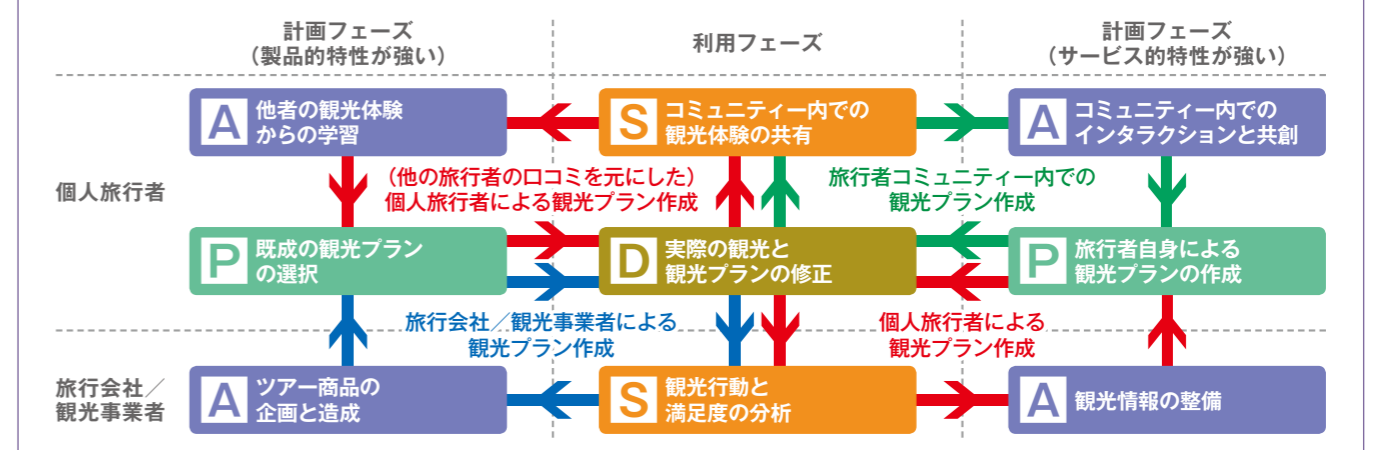 計画フェーズ
（製品的特性が強い）
利用フェーズ
計画フェーズ
（サービス的特性が強い）
個人旅行者
A
他者の観光体験
からの学習
S
コミュニティー内での
観光体験の共有
A
コミュニティー内での
インタラクションと共創
（他の旅行者の口コミを元にした）
個人旅行者による観光プラン作成
旅行者コミュニティー内での
観光プラン作成
P
既成の観光プラン
の選択
D
実際の観光と
観光プランの修正
P
旅行者自身による
観光プランの作成
旅行会社／観光事業者による
観光プラン作成
個人旅行者による
観光プラン作成
旅行会社／
観光事業者
A
ツアー商品の
企画と造成
S
観光行動と
満足度の分析
A
観光情報の整備